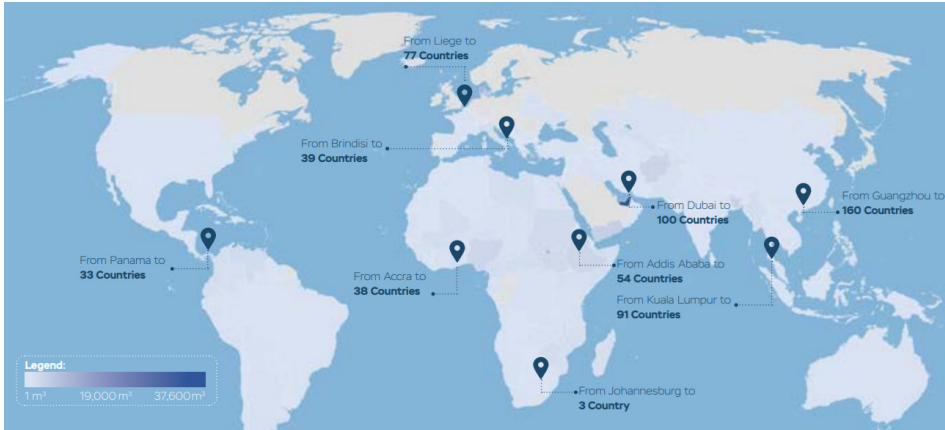 From Liege to
77 Countries
From Brindisi to
39 Countries
From Guangzhou to
160 Countries
From Dubai to
100 Countries
From Panama to
33 Countries
From Accra to
38 Countries
From Addis Ababa to
54 Countries
From Kuala Lumpur to
91 Countries
Legend:
1 m³ 19,000 m³ 37,600 m³
From Johannesburg to
3 Country